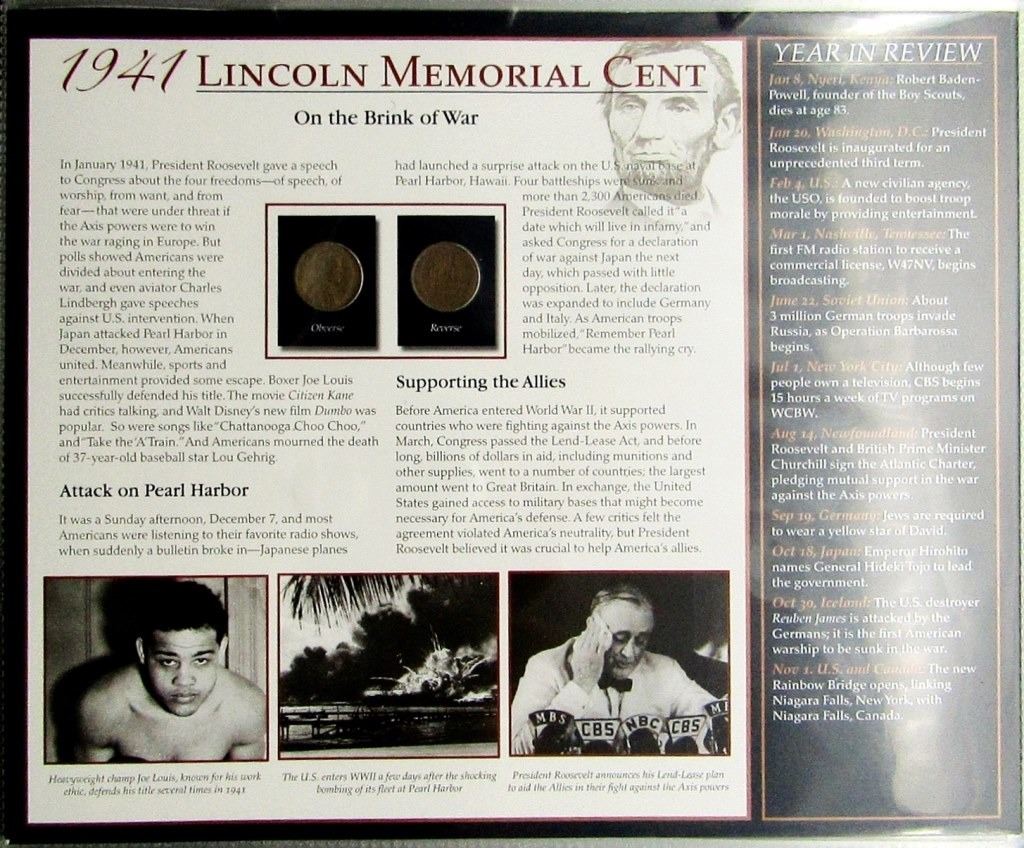 1941 LINCOLN MEMORIAL CENT
On the Brink of War
In January 1941, President Roosevelt gave a speech
to Congress about the four freedoms—of speech, of
worship, from want, and from
fear—that were under threat if
the Axis powers were to win
the war raging in Europe. But
polls showed Americans were
divided about entering the
war, and even aviator Charles
Lindbergh gave speeches
against U.S. intervention. When
Japan attacked Pearl Harbor in
December, however, Americans
united. Meanwhile, sports and
entertainment provided some escape. Boxer Joe Louis
successfully defended his title. The movie Citizen Kane
had critics talking, and Walt Disney's new film Dumbo was
popular. So were songs like "Chattanooga Choo Choo,"
and "Take the 'A' Train." And Americans mourned the death
of 37-year-old baseball star Lou Gehrig.
Attack on Pearl Harbor
It was a Sunday afternoon, December 7, and most
Americans were listening to their favorite radio shows,
when suddenly a bulletin broke in—Japanese planes
had launched a surprise attack on the U.S. naval base at
Pearl Harbor, Hawaii. Four battleships were sunk and
more than 2,300 Americans died.
President Roosevelt called it "a
date which will live in infamy," and
asked Congress for a declaration
of war against Japan the next
day, which passed with little
opposition. Later, the declaration
was expanded to include Germany
and Italy. As American troops
mobilized, "Remember Pearl
Harbor" became the rallying cry.
Obverse
Reverse
Supporting the Allies
Before America entered World War II, it supported
countries who were fighting against the Axis powers. In
March, Congress passed the Lend-Lease Act, and before
long, billions of dollars in aid, including munitions and
other supplies, went to a number of countries; the largest
amount went to Great Britain. In exchange, the United
States gained access to military bases that might become
necessary for America's defense. A few critics felt the
agreement violated America's neutrality, but President
Roosevelt believed it was crucial to help America's allies.
MBS
CBS
NBC
CBS
M
Heavyweight champ Joe Louis, known for his work
ethic, defends his title several times in 1941
The U.S. enters WWII a few days after the shocking
bombing of its fleet at Pearl Harbor
President Roosevelt announces his Lend-Lease plan
to aid the Allies in their fight against the Axis powers
YEAR IN REVIEW
Jan 8, Nyeri, Kenya: Robert Baden-
Powell, founder of the Boy Scouts,
dies at age 83.
Jan 20, Washington, D.C.: President
Roosevelt is inaugurated for an
unprecedented third term.
Feb 4, U.S.: A new civilian agency,
the USO, is founded to boost troop
morale by providing entertainment.
Mar 1, Nashville, Tennessee: The
first FM radio station to receive a
commercial license, W47NV, begins
broadcasting.
June 22, Soviet Union: About
3 million German troops invade
Russia, as Operation Barbarossa
begins.
Jul 1, New York City: Although few
people own a television, CBS begins
15 hours a week of TV programs on
WCBW.
Aug 14, Newfoundland: President
Roosevelt and British Prime Minister
Churchill sign the Atlantic Charter,
pledging mutual support in the war
against the Axis powers.
Sep 19, Germany: Jews are required
to wear a yellow star of David.
Oct 18, Japan: Emperor Hirohito
names General Hideki Tojo to lead
the government.
Oct 30, Iceland: The U.S. destroyer
Reuben James is attacked by the
Germans; it is the first American
warship to be sunk in the war.
Nov 1, U.S. and Canada: The new
Rainbow Bridge opens, linking
Niagara Falls, New York, with
Niagara Falls, Canada.